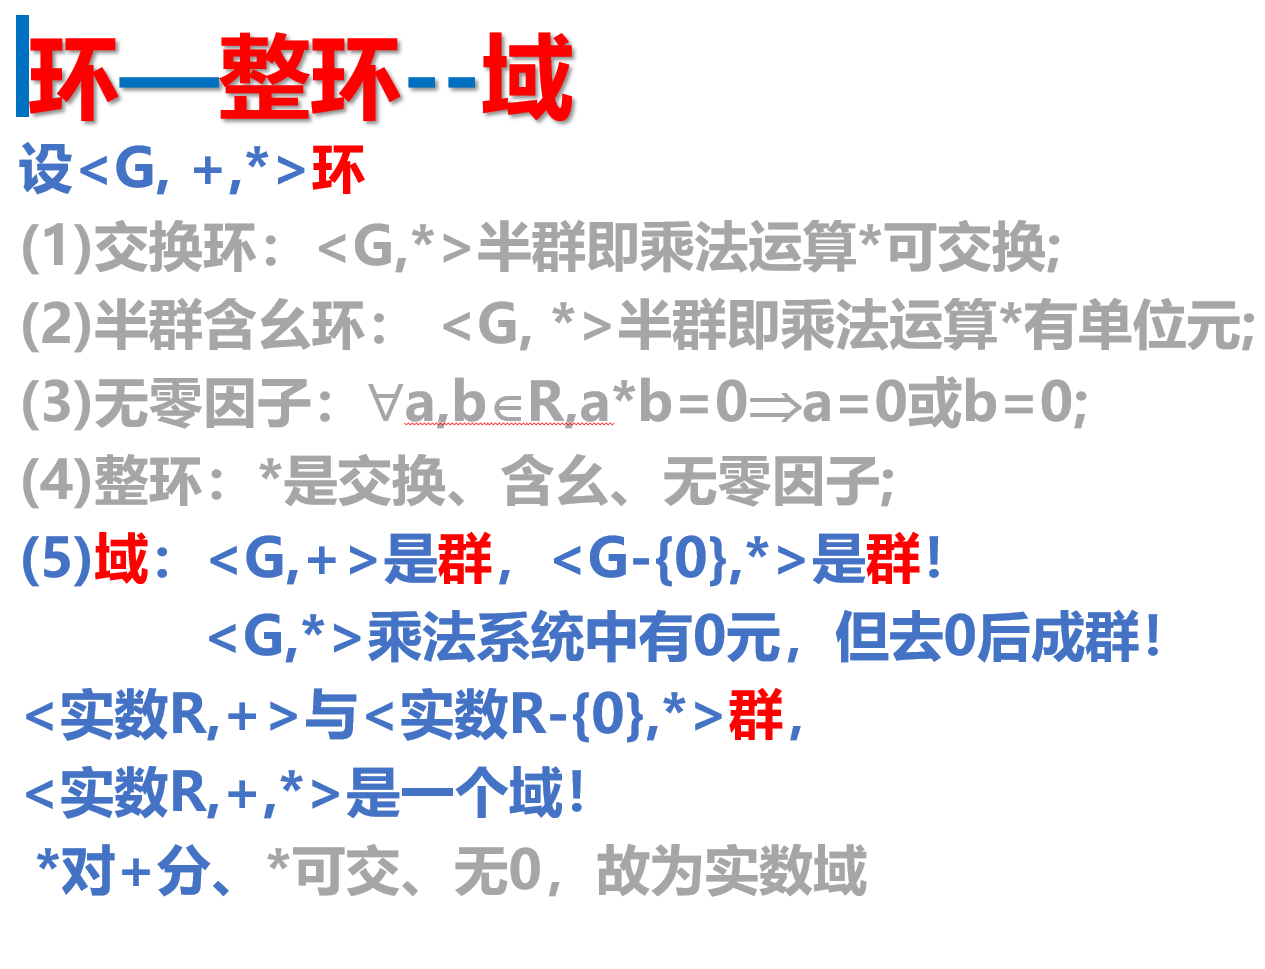 环—整环--域
设<G, +,*>环
(1)交换环：<G,*>半群即乘法运算*可交换;
(2)半群含幺环： <G, *>半群即乘法运算*有单位元;
(3)无零因子：∀a,b∈R,a*b=0⇒a=0或b=0;
(4)整环：*是交换、含幺、无零因子;
(5)域：<G,+>是群，<G-{0},*>是群！
<G,*>乘法系统中有0元，但去0后成群！
<实数R,+>与<实数R-{0},*>群，
<实数R,+,*>是一个域！
*对+分、*可交、无0，故为实数域